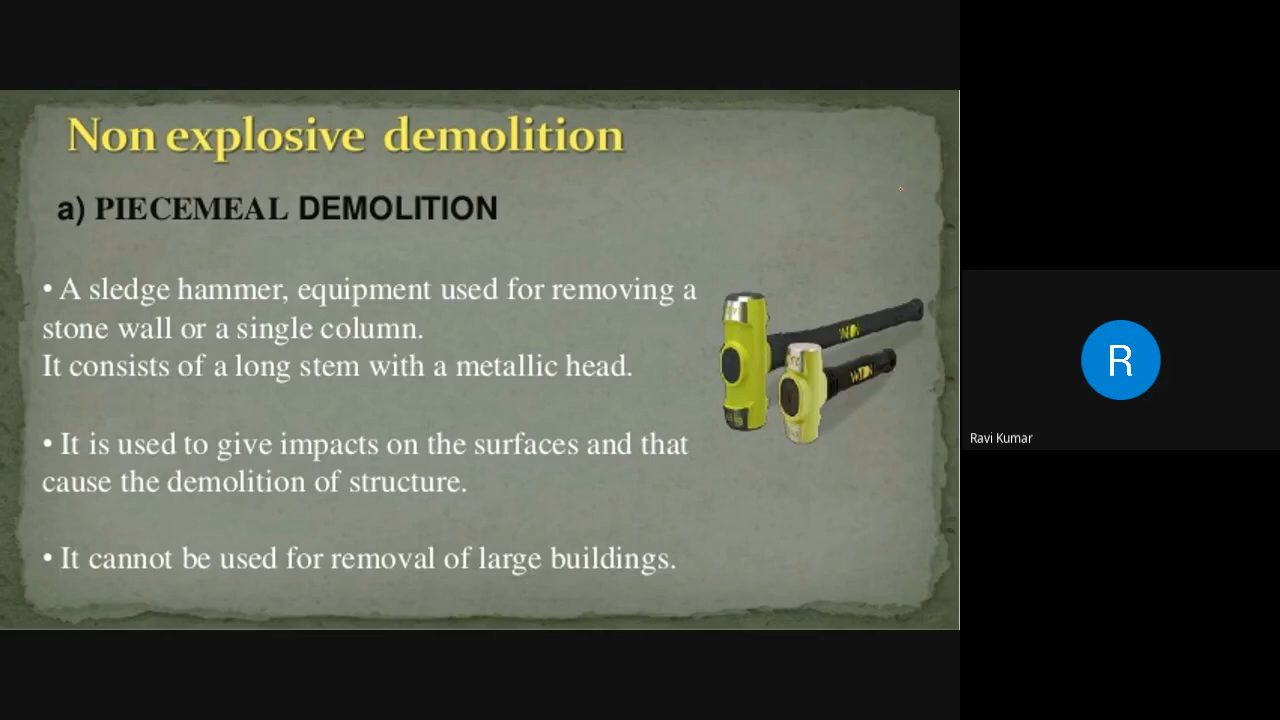 Non explosive demolition
a) PIECEMEAL DEMOLITION
• A sledge hammer, equipment used for removing a
stone wall or a single column.
It consists of a long stem with a metallic head.
• It is used to give impacts on the surfaces and that
cause the demolition of structure.
• It cannot be used for removal of large buildings.
R
Ravi Kumar